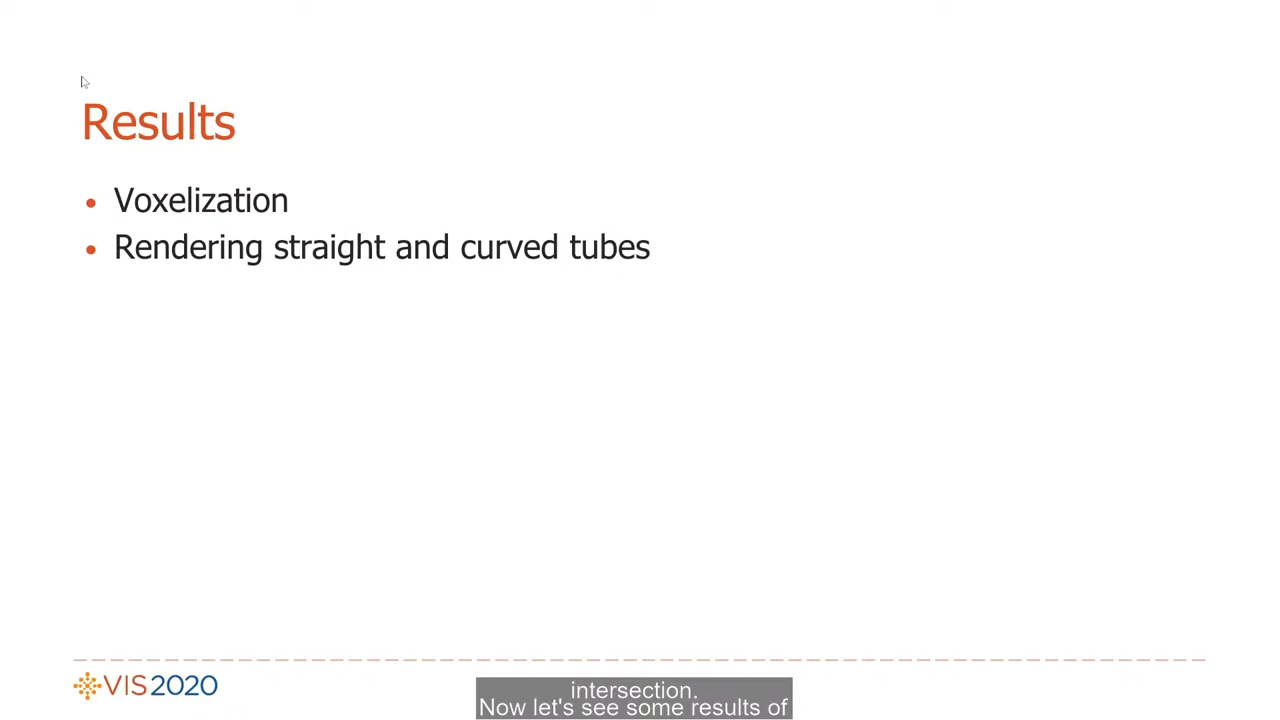 Results
• Voxelization
• Rendering straight and curved tubes
VIS2020
intersection.
Now let's see some results of